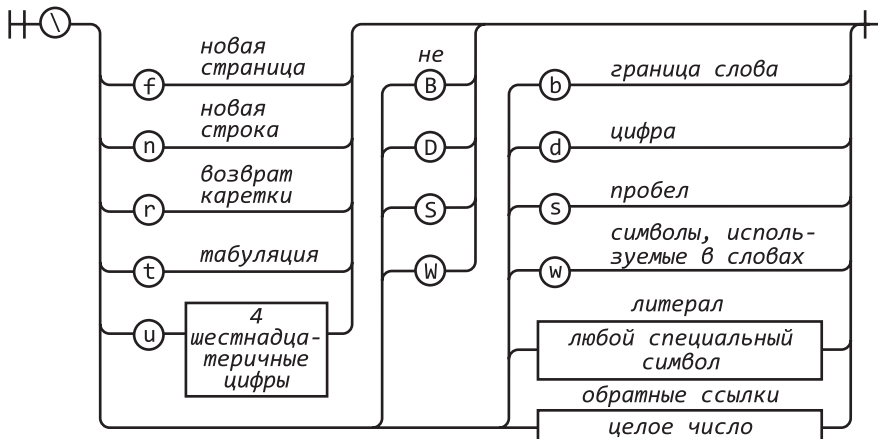 \
f
новая
страница
n
новая
строка
r
возврат
каретки
t
табуляция
u
4
шестнадца-
теричные
цифры
не
B
D
S
W
b
граница слова
d
цифра
s
пробел
w
символы, исполь-
зуемые в словах
литерал
любой специальный
символ
обратные ссылки
целое число